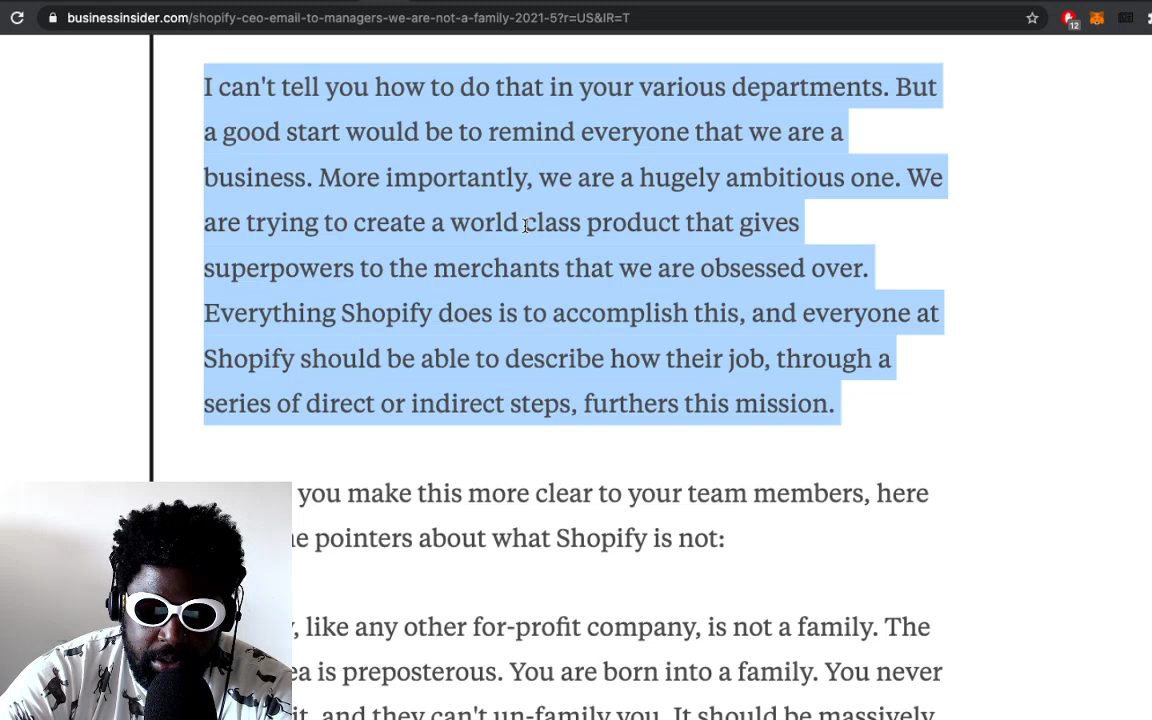 businessinsider.com/shopify-ceo-email-to-managers-we-are-not-a-family-2021-5?r=US&IR=T
12
I can't tell you how to do that in your various departments. But
a good start would be to remind everyone that we are a
business. More importantly, we are a hugely ambitious one. We
are trying to create a world class product that gives
superpowers to the merchants that we are obsessed over.
Everything Shopify does is to accomplish this, and everyone at
Shopify should be able to describe how their job, through a
series of direct or indirect steps, furthers this mission.
you make this more clear to your team members, here
pointers about what Shopify is not:
like any other for-profit company, is not a family. The
is preposterous. You are born into a family. You never
it, and they can't un-family you. It should be massively